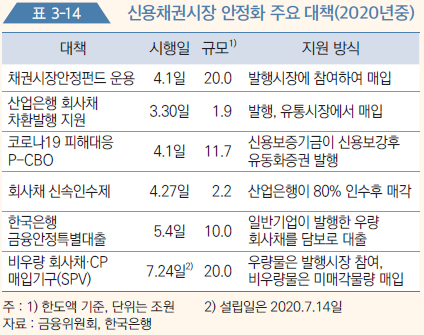 표 3-14 신용채권시장 안정화 주요 대책(2020년중)
대책 시행일 규모1) 지원 방식
채권시장안정펀드 운용 4.1일 20.0 발행시장에 참여하여 매입
산업은행 회사채
차환발행 지원 3.30일 1.9 발행, 유통시장에서 매입
코로나19 피해대응
P-CBO 4.1일 11.7 신용보증기금이 신용보강후
유동화증권 발행
회사채 신속인수제 4.27일 2.2 산업은행이 80% 인수후 매각
한국은행
금융안정특별대출 5.4일 10.0 일반기업이 발행한 우량
회사채를 담보로 대출
비우량 회사채·CP
매입기구(SPV) 7.24일2) 20.0 우량물은 발행시장 참여,
비우량물은 미매각물량 매입
주 : 1) 한도액 기준, 단위는 조원 2) 설립일은 2020.7.14일
자료 : 금융위원회, 한국은행